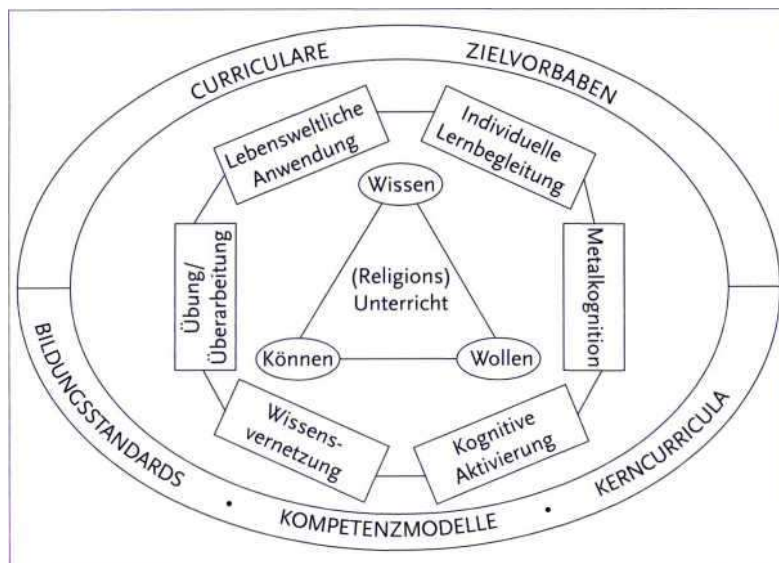 CURRICULARE ZIELVORBABEN
Lebensweltliche
Anwendung
Individuelle
Lernbegleitung
Wissen
Übung/
Überarbeitung
(Religions)
Unterricht
Metalkognition
Können
Wollen
Wissens-
vernetzung
Kognitive
Aktivierung
BILDUNGSSTANDARDS • KOMPETENZMODELLE • KERNCURRICULA